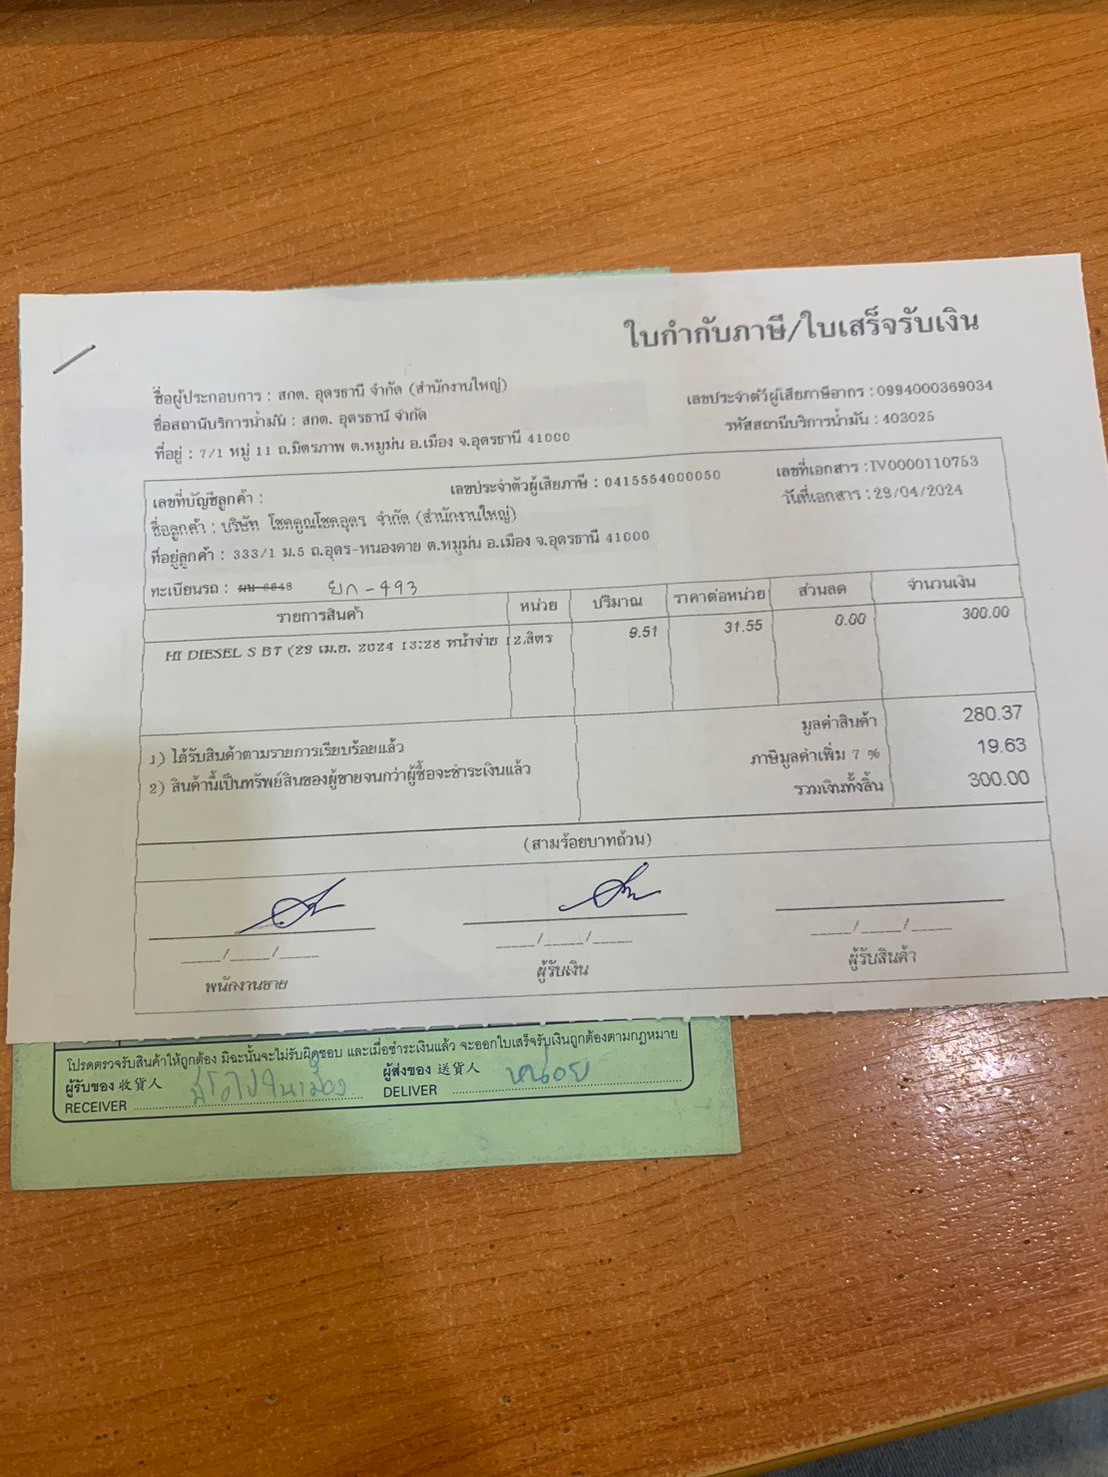 ใบกำกับภาษี/ใบเสร็จรับเงิน
ชื่อผู้ประกอบการ : สกต. อุดรธานี จำกัด (สำนักงานใหญ่)
เลขประจำตัวผู้เสียภาษีอากร : 0994000369034
ชื่อสถานีบริการน้ำมัน : สกต. อุดรธานี จำกัด
รหัสสถานีบริการน้ำมัน : 403025
ที่อยู่ : 7/1 หมู่ 11 ถ.มิตรภาพ ต.หมูม่น อ.เมือง จ.อุดรธานี 41000
เลขที่บัญชีลูกค้า :
เลขประจำตัวผู้เสียภาษี : 0415554000050
เลขที่เอกสาร : IV0000110753
ชื่อลูกค้า : บริษัท โชคคูณโชคอุดร จำกัด (สำนักงานใหญ่)
วันที่เอกสาร : 29/04/2024
ที่อยู่ลูกค้า : 333/1 ม.5 ถ.อุดร-หนองคาย ต.หมูม่น อ.เมือง จ.อุดรธานี 41000
ทะเบียนรถ : ผน-6648 ยก-493
รายการสินค้า หน่วย ปริมาณ ราคาต่อหน่วย ส่วนลด จำนวนเงิน
HI DIESEL S B7 (29 เม.ย. 2024 13:28 หน้าจ่าย 12 ลิตร 9.51 31.55 0.00 300.00
1) ได้รับสินค้าตามรายการเรียบร้อยแล้ว
2) สินค้านี้เป็นทรัพย์สินของผู้ขายจนกว่าผู้ซื้อจะชำระเงินแล้ว
มูลค่าสินค้า 280.37
ภาษีมูลค่าเพิ่ม 7 % 19.63
รวมเงินทั้งสิ้น 300.00
(สามร้อยบาทถ้วน)
____/____/____ ____/____/____ ____/____/____
พนักงานขาย ผู้รับเงิน ผู้รับสินค้า
โปรดตรวจรับสินค้าให้ถูกต้อง มิฉะนั้นจะไม่รับผิดชอบ และเมื่อชำระเงินแล้ว จะออกใบเสร็จรับเงินถูกต้องตามกฎหมาย
ผู้รับของ 收貨人 ผู้ส่งของ 送貨人 หน่อย
RECEIVER DELIVER